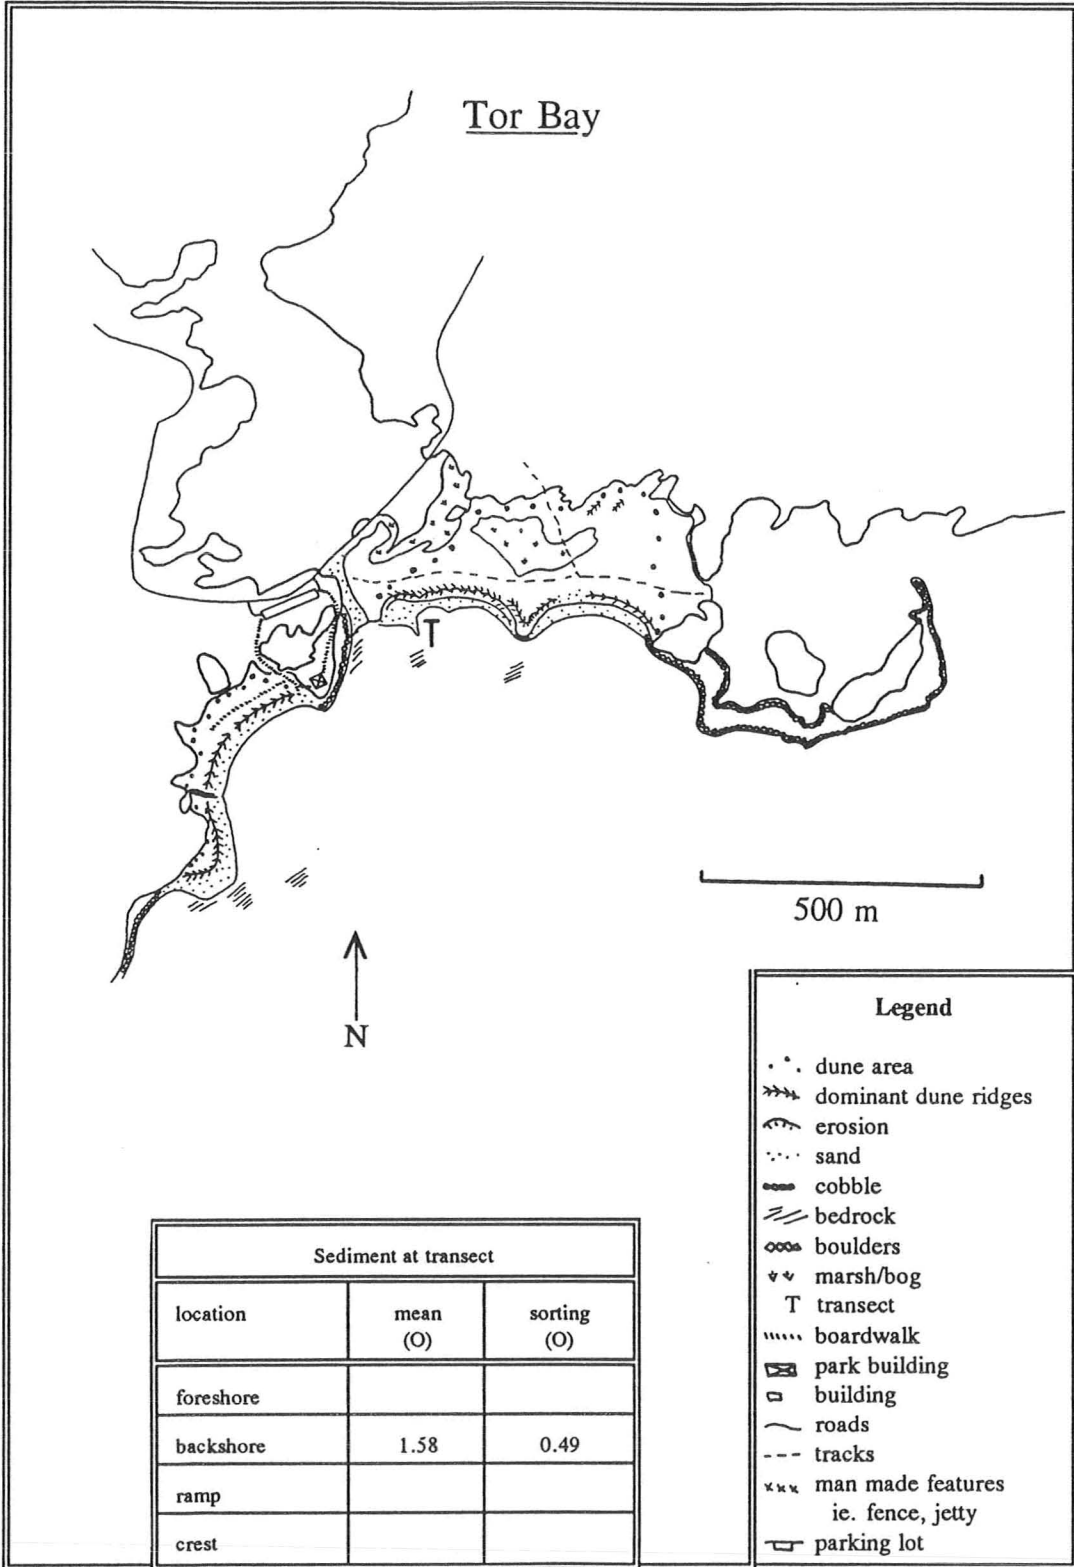 Tor Bay
T
500 m
N
Legend
dune area
dominant dune ridges
erosion
sand
cobble
bedrock
boulders
marsh/bog
T transect
boardwalk
park building
building
roads
tracks
man made features
ie. fence, jetty
parking lot
Sediment at transect
location mean sorting
(O) (O)
foreshore
backshore 1.58 0.49
ramp
crest